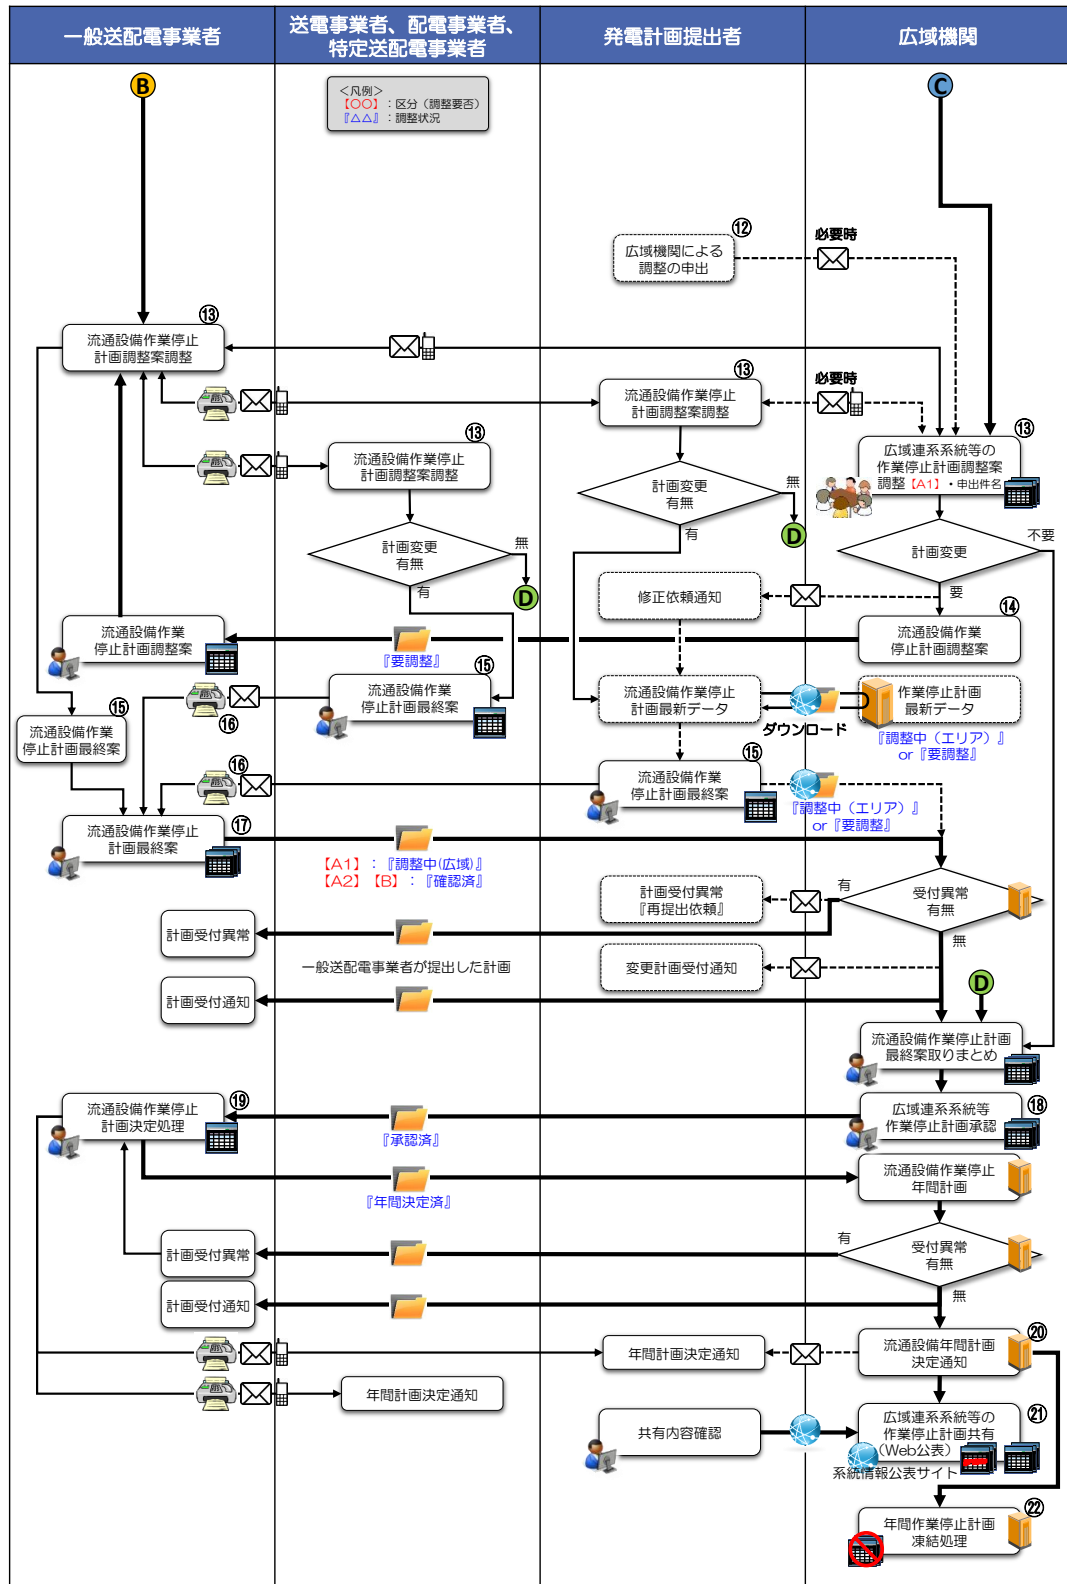 一般送配電事業者
送電事業者、配電事業者、
特定送配電事業者
発電計画提出者
広域機関
B
<凡例>
【〇〇】：区分（調整要否）
『△△』：調整状況
C
⑫
広域機関による
調整の申出
必要時
⑬
流通設備作業停止
計画調整案調整
⑬
流通設備作業停止
計画調整案調整
必要時
⑬
流通設備作業停止
計画調整案調整
⑬
広域連系系統等の
作業停止計画調整案
調整【A1】・申出件名
計画変更
有無
無
D
有
計画変更
有無
無
D
有
計画変更
不要
要
修正依頼通知
⑭
流通設備作業
停止計画調整案
流通設備作業
停止計画調整案
『要調整』
⑮
流通設備作業
停止計画最終案
⑯
⑮
流通設備作業
停止計画最終案
流通設備作業停止
計画最新データ
ダウンロード
作業停止計画
最新データ
『調整中（エリア）』
or『要調整』
⑯
⑮
流通設備作業
停止計画最終案
『調整中（エリア）』
or『要調整』
⑰
流通設備作業停止
計画最終案
【A1】：『調整中(広域)』
【A2】【B】：『確認済』
計画受付異常
『再提出依頼』
有
受付異常
有無
無
計画受付異常
一般送配電事業者が提出した計画
変更計画受付通知
計画受付通知
D
流通設備作業停止計画
最終案取りまとめ
⑲
流通設備作業停止
計画決定処理
『承認済』
⑱
広域連系系統等
作業停止計画承認
『年間決定済』
流通設備作業停止
年間計画
計画受付異常
有
受付異常
有無
無
計画受付通知
年間計画決定通知
⑳
流通設備年間計画
決定通知
年間計画決定通知
共有内容確認
㉑
広域連系系統等の
作業停止計画共有
（Web公表）
系統情報公表サイト
㉒
年間作業停止計画
凍結処理